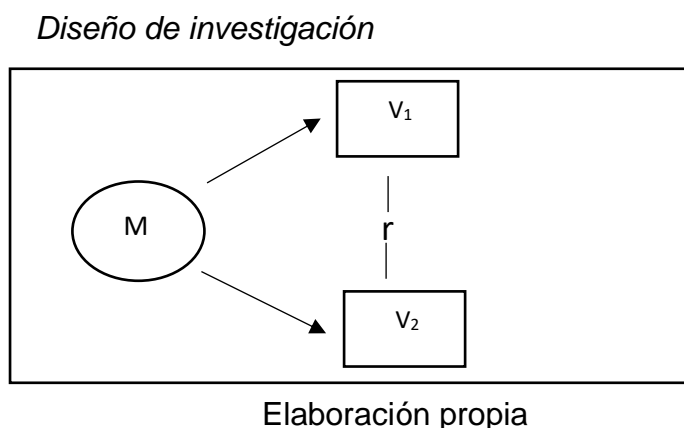 Diseño de investigación
V₁
M
r
V₂
Elaboración propia